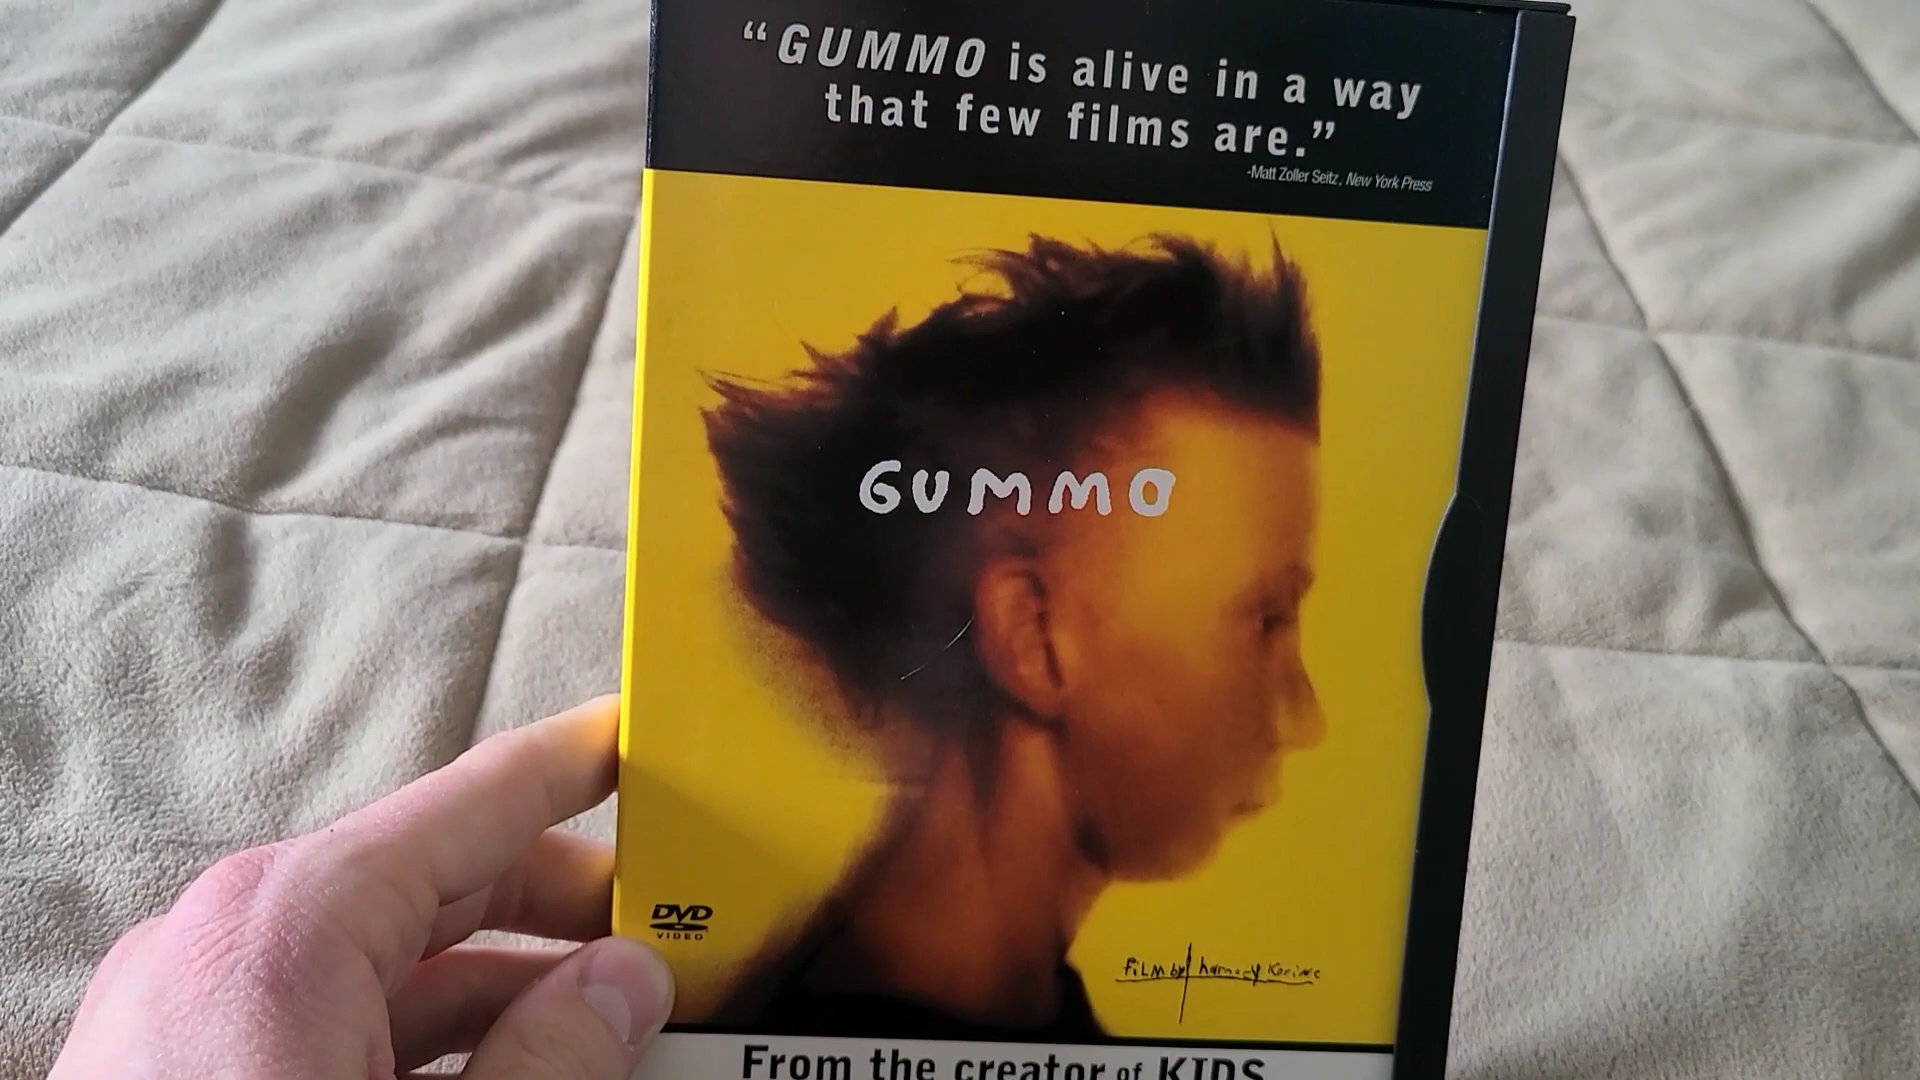 “GUMMO is alive in a way
that few films are.”
-Matt Zoller Seitz, New York Press
GUMMO
DVD
VIDEO
FiLM by harmony Korine
From the creator of KIDS